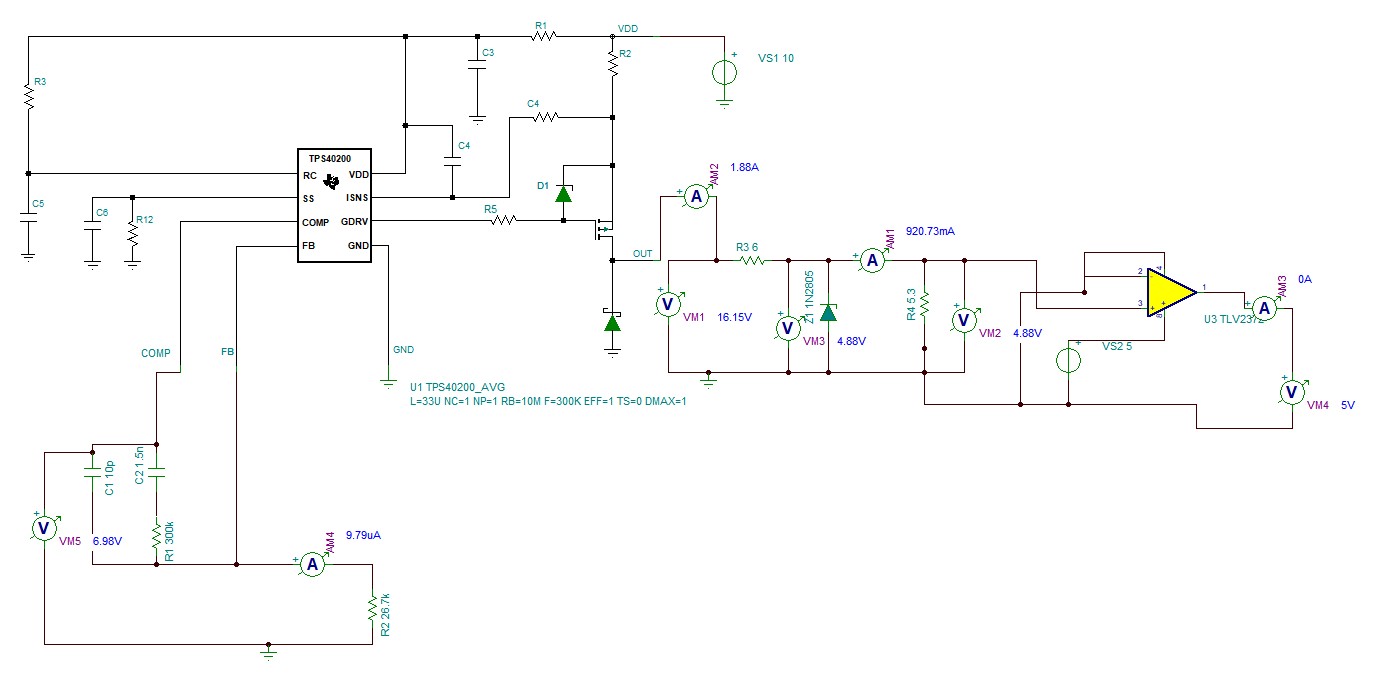 R1
VDD
C3
R2
VS1 10
+
R3
C4
TPS40200
C4
AM2
1.88A
RC
VDD
D1
+
A
C5
SS
ISNS
C6
R12
COMP
GDRV
R5
FB
GND
OUT
R3 6
AM1
920.73mA
+
A
Z1 1N2805
R4 5.3
+
V
VM1
16.15V
+
V
VM3
4.88V
+
V
VM2
4.88V
2
3
4
8
1
U3 TLV2372
AM3
0A
+
A
VS2 5
+
COMP
FB
GND
U1 TPS40200_AVG
L=33U NC=1 NP=1 RB=10M F=300K EFF=1 TS=0 DMAX=1
+
V
VM4
5V
C1 10p
C2 1.5n
+
V
VM5
6.98V
R1 300k
AM4
9.79uA
+
A
R2 26.7k